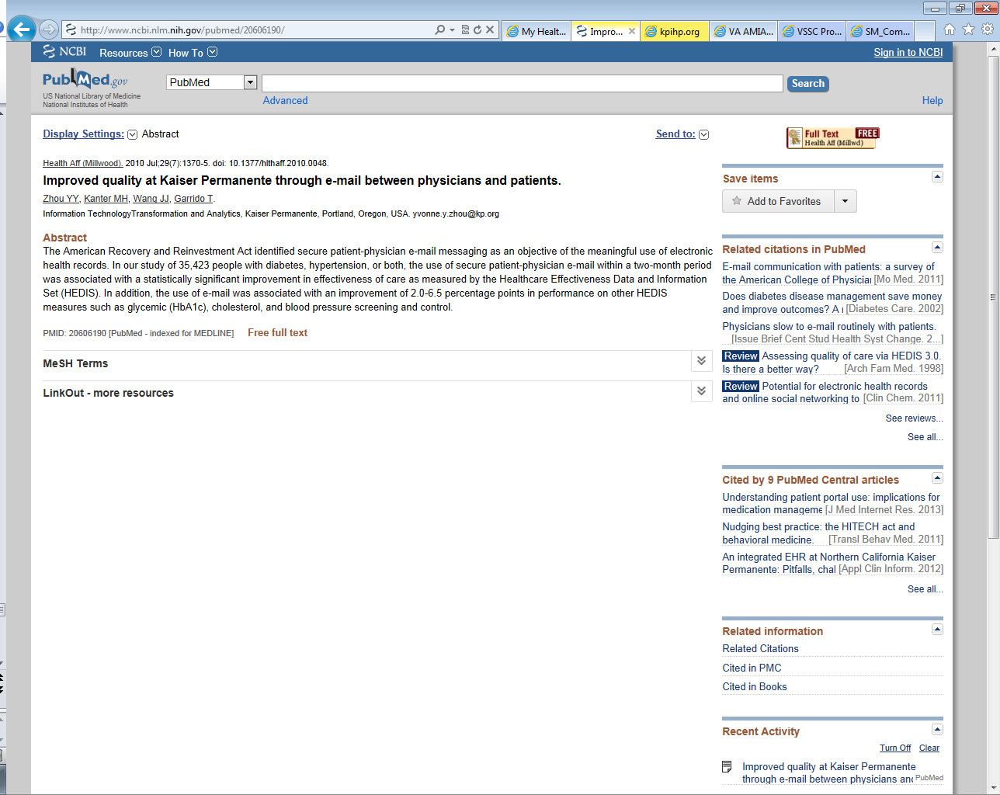 http://www.ncbi.nlm.nih.gov/pubmed/20606190/
My Healt...
Impro...
kpihp.org
VA AMIA...
VSSC Pro...
SM_Com...
NCBI
Resources
How To
Sign in to NCBI
PubMed.gov
US National Library of Medicine
National Institutes of Health
PubMed
Search
Advanced
Help
Display Settings: Abstract
Send to:
Health Aff (Millwood). 2010 Jul;29(7):1370-5. doi: 10.1377/hlthaff.2010.0048.
Improved quality at Kaiser Permanente through e-mail between physicians and patients.
Zhou YY, Kanter MH, Wang JJ, Garrido T.
Information TechnologyTransformation and Analytics, Kaiser Permanente, Portland, Oregon, USA. yvonne.y.zhou@kp.org
Abstract
The American Recovery and Reinvestment Act identified secure patient-physician e-mail messaging as an objective of the meaningful use of electronic
health records. In our study of 35,423 people with diabetes, hypertension, or both, the use of secure patient-physician e-mail within a two-month period
was associated with a statistically significant improvement in effectiveness of care as measured by the Healthcare Effectiveness Data and Information
Set (HEDIS). In addition, the use of e-mail was associated with an improvement of 2.0-6.5 percentage points in performance on other HEDIS
measures such as glycemic (HbA1c), cholesterol, and blood pressure screening and control.
PMID: 20606190 [PubMed - indexed for MEDLINE] Free full text
MeSH Terms
LinkOut - more resources
Full Text FREE
Health Aff (Millwd)
Save items
Add to Favorites
Related citations in PubMed
E-mail communication with patients: a survey of
the American College of Physician [Mo Med. 2011]
Does diabetes disease management save money
and improve outcomes? A [Diabetes Care. 2002]
Physicians slow to e-mail routinely with patients.
[Issue Brief Cent Stud Health Syst Change. 2...]
Review Assessing quality of care via HEDIS 3.0.
Is there a better way? [Arch Fam Med. 1998]
Review Potential for electronic health records
and online social networking to [Clin Chem. 2011]
See reviews...
See all...
Cited by 9 PubMed Central articles
Understanding patient portal use: implications for
medication manageme [J Med Internet Res. 2013]
Nudging best practice: the HITECH act and
behavioral medicine. [Transl Behav Med. 2011]
An integrated EHR at Northern California Kaiser
Permanente: Pitfalls, chal [Appl Clin Inform. 2012]
See all...
Related information
Related Citations
Cited in PMC
Cited in Books
Recent Activity
Turn Off Clear
Improved quality at Kaiser Permanente
through e-mail between physicians and PubMed